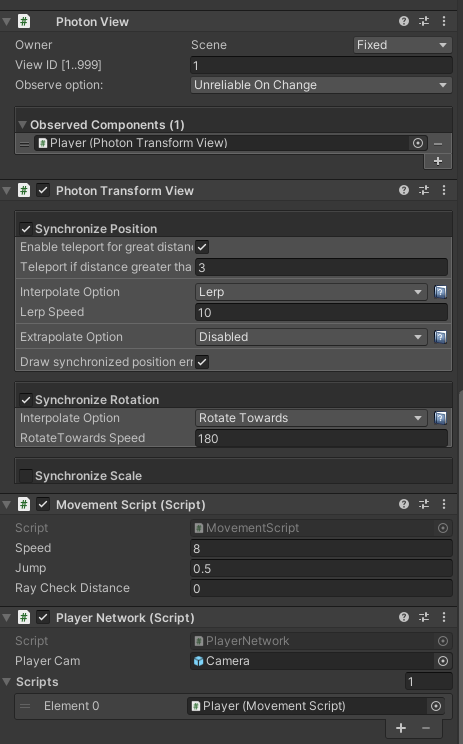 Photon View
Owner Scene Fixed
View ID [1..999] 1
Observe option: Unreliable On Change
Observed Components (1)
Player (Photon Transform View)
Photon Transform View
Synchronize Position
Enable teleport for great distanc
Teleport if distance greater tha 3
Interpolate Option Lerp
Lerp Speed 10
Extrapolate Option Disabled
Draw synchronized position err
Synchronize Rotation
Interpolate Option Rotate Towards
RotateTowards Speed 180
Synchronize Scale
Movement Script (Script)
Script MovementScript
Speed 8
Jump 0.5
Ray Check Distance 0
Player Network (Script)
Script PlayerNetwork
Player Cam Camera
Scripts 1
Element 0 Player (Movement Script)